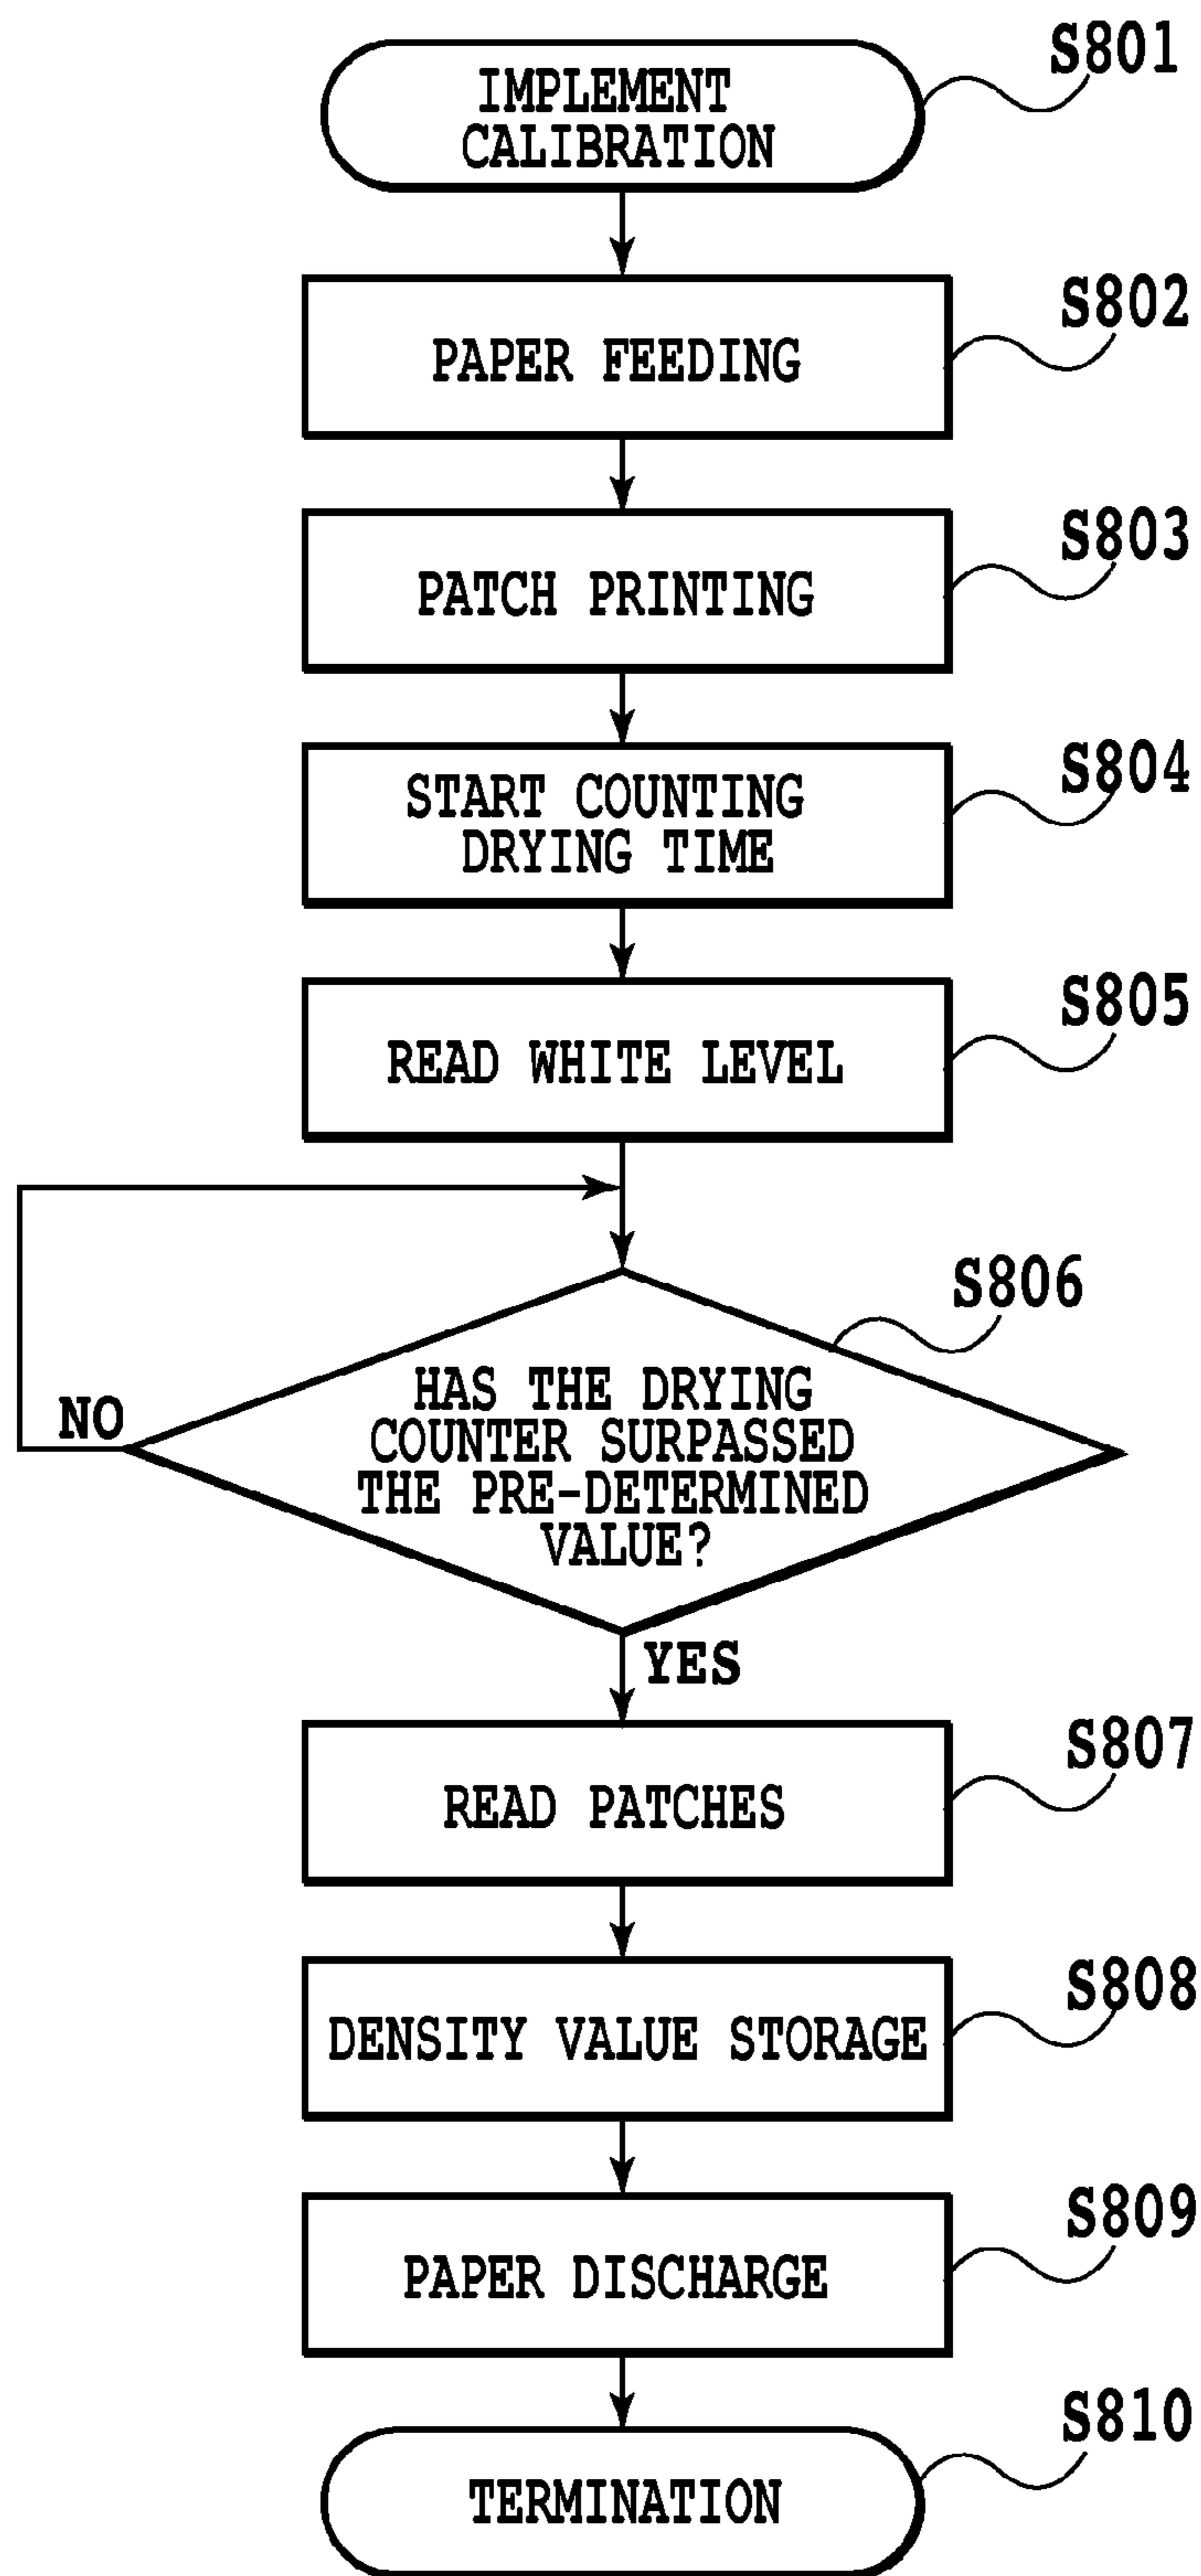 S801
IMPLEMENT
CALIBRATION
S802
PAPER FEEDING
S803
PATCH PRINTING
S804
START COUNTING
DRYING TIME
S805
READ WHITE LEVEL
S806
HAS THE DRYING
COUNTER SURPASSED
THE PRE-DETERMINED
VALUE?
NO
YES
S807
READ PATCHES
S808
DENSITY VALUE STORAGE
S809
PAPER DISCHARGE
S810
TERMINATION